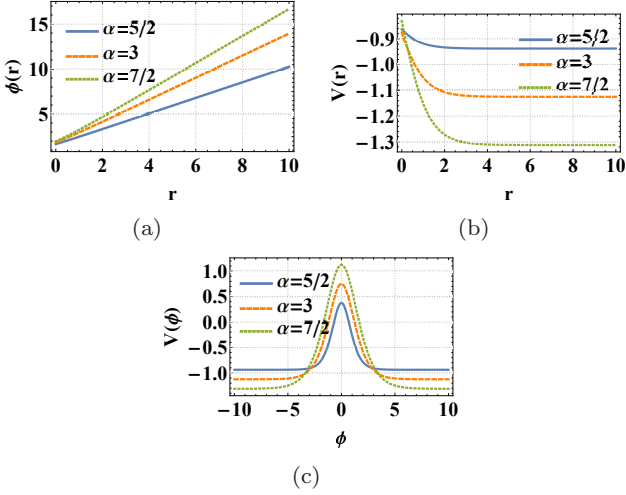 15
10
5
ϕ(r)
α=5/2
α=3
α=7/2
0 2 4 6 8 10
r
(a)
-0.9
-1.0
-1.1
-1.2
-1.3
V(r)
α=5/2
α=3
α=7/2
0 2 4 6 8 10
r
(b)
1.0
0.5
0.0
-0.5
-1.0
V(ϕ)
α=5/2
α=3
α=7/2
-10 -5 0 5 10
ϕ
(c)